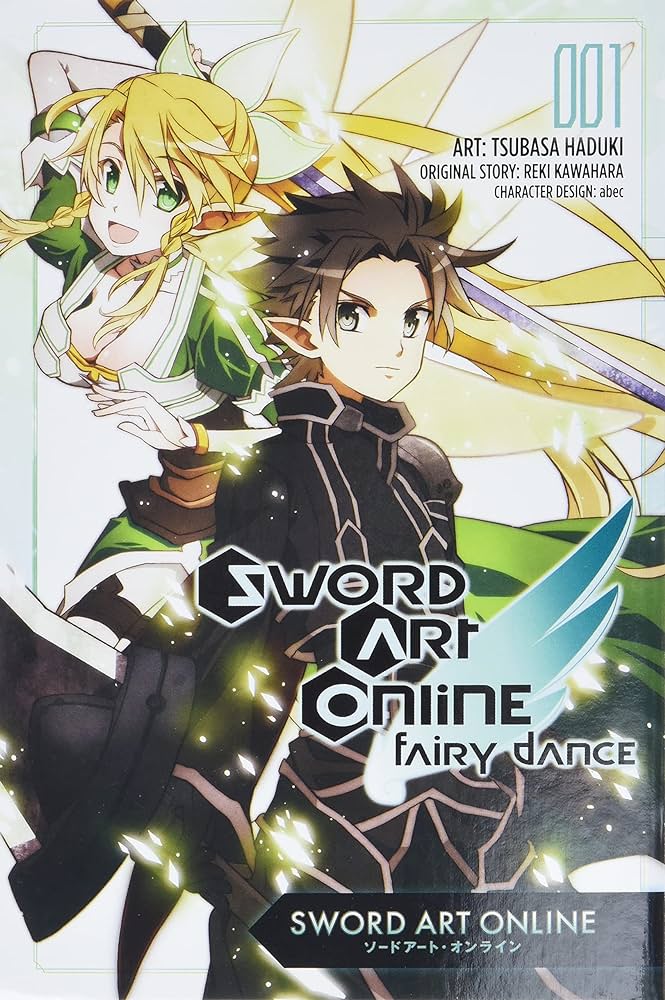 001
ART: TSUBASA HADUKI
ORIGINAL STORY: REKI KAWAHARA
CHARACTER DESIGN: abec
SWORD
ART
ONLINE
fairy dance
SWORD ART ONLINE
ソードアート・オンライン